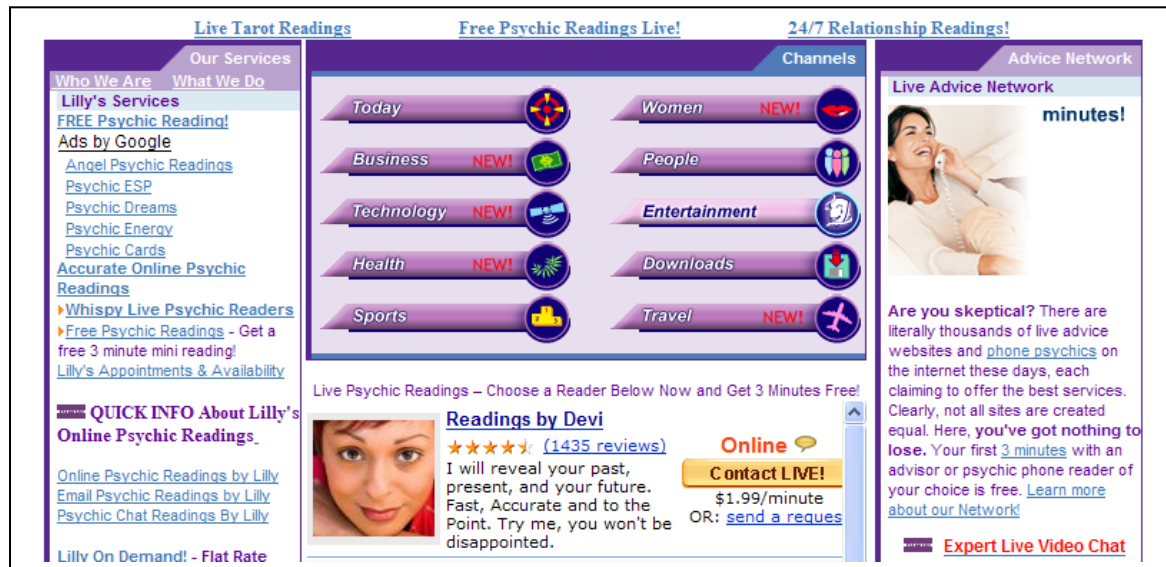 Live Tarot Readings
Free Psychic Readings Live!
24/7 Relationship Readings!
Our Services
Who We Are
What We Do
Lilly's Services
FREE Psychic Reading!
Ads by Google
Angel Psychic Readings
Psychic ESP
Psychic Dreams
Psychic Energy
Psychic Cards
Accurate Online Psychic
Readings
Whispy Live Psychic Readers
Free Psychic Readings - Get a
free 3 minute mini reading!
Lilly's Appointments & Availability
QUICK INFO About Lilly's
Online Psychic Readings
Online Psychic Readings by Lilly
Email Psychic Readings by Lilly
Psychic Chat Readings By Lilly
Lilly On Demand! - Flat Rate
Channels
Today
Women NEW!
Business NEW!
People
Technology NEW!
Entertainment
Health NEW!
Downloads
Sports
1 2 3
Travel NEW!
Live Psychic Readings – Choose a Reader Below Now and Get 3 Minutes Free!
Readings by Devi
(1435 reviews)
I will reveal your past,
present, and your future.
Fast, Accurate and to the
Point. Try me, you won't be
disappointed.
Online
Contact LIVE!
$1.99/minute
OR: send a reques
Advice Network
Live Advice Network
minutes!
Are you skeptical? There are
literally thousands of live advice
websites and phone psychics on
the internet these days, each
claiming to offer the best services.
Clearly, not all sites are created
equal. Here, you've got nothing to
lose. Your first 3 minutes with an
advisor or psychic phone reader of
your choice is free. Learn more
about our Network!
Expert Live Video Chat